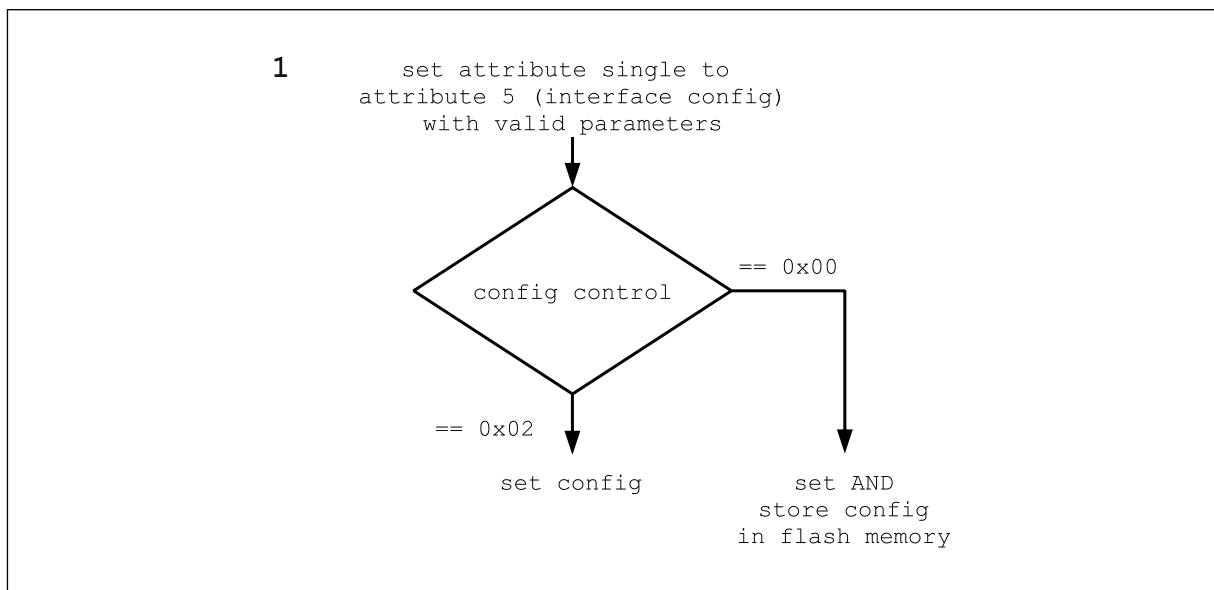 1
set attribute single to
attribute 5 (interface config)
with valid parameters
== 0x00
config control
== 0x02
set config
set AND
store config
in flash memory